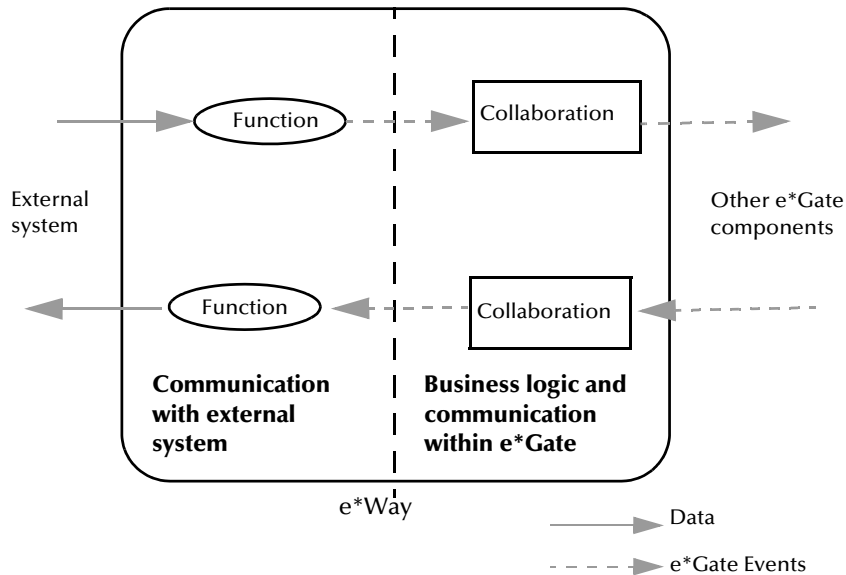 Function
Collaboration
External
system
Other e*Gate
components
Function
Collaboration
Communication
with external
system
Business logic and
communication
within e*Gate
e*Way
Data
e*Gate Events